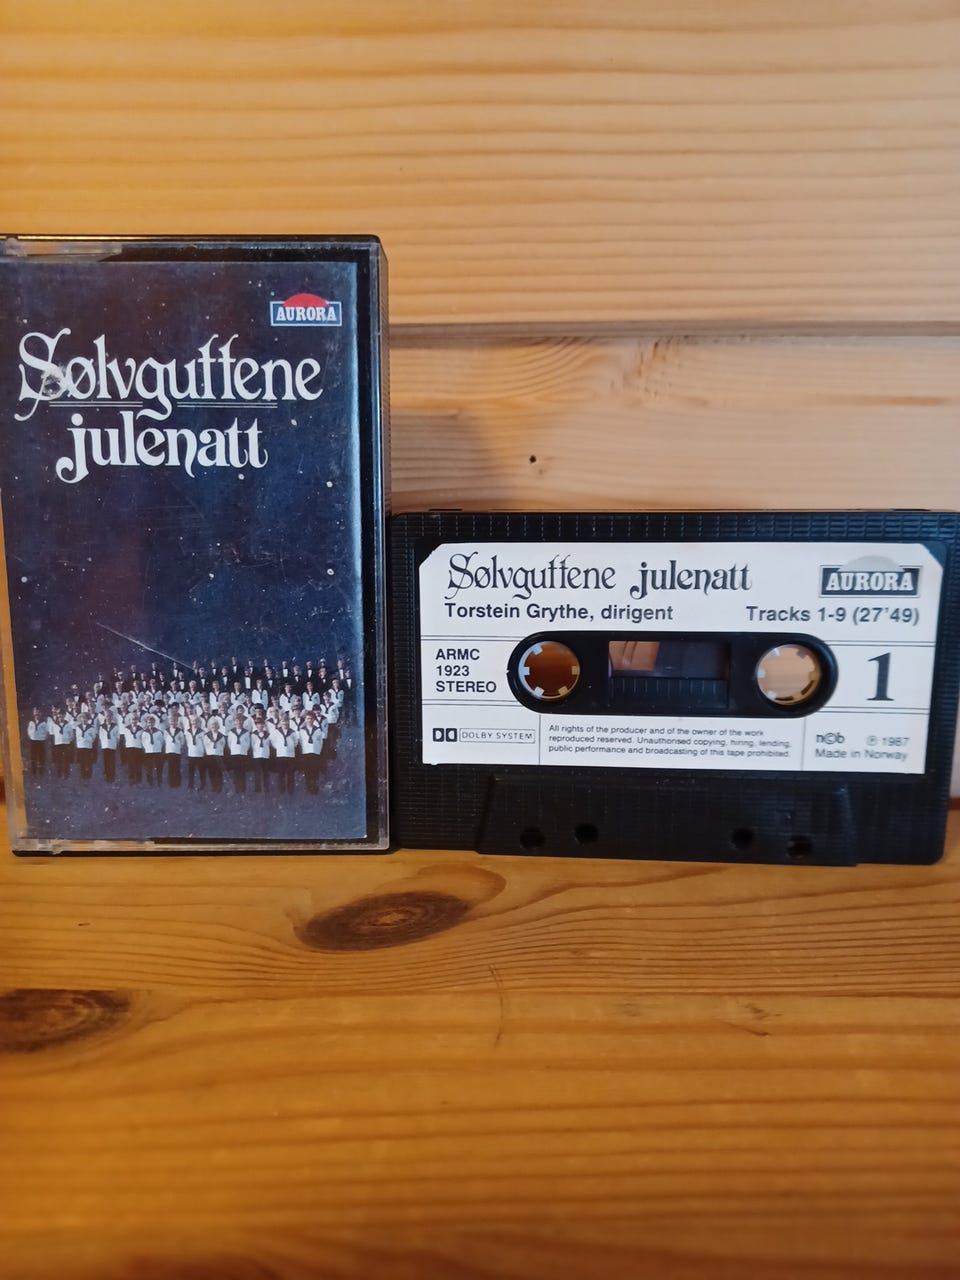 AURORA
Sølvguttene
julenatt
Sølvguttene julenatt
AURORA
Torstein Grythe, dirigent
Tracks 1-9 (27'49)
ARMC
1923
STEREO
1
DOLBY SYSTEM
All rights of the producer and of the owner of the work
reproduced reserved. Unauthorised copying, hiring, lending,
public performance and broadcasting of this tape prohibited.
n©b
℗ 1987
Made in Norway